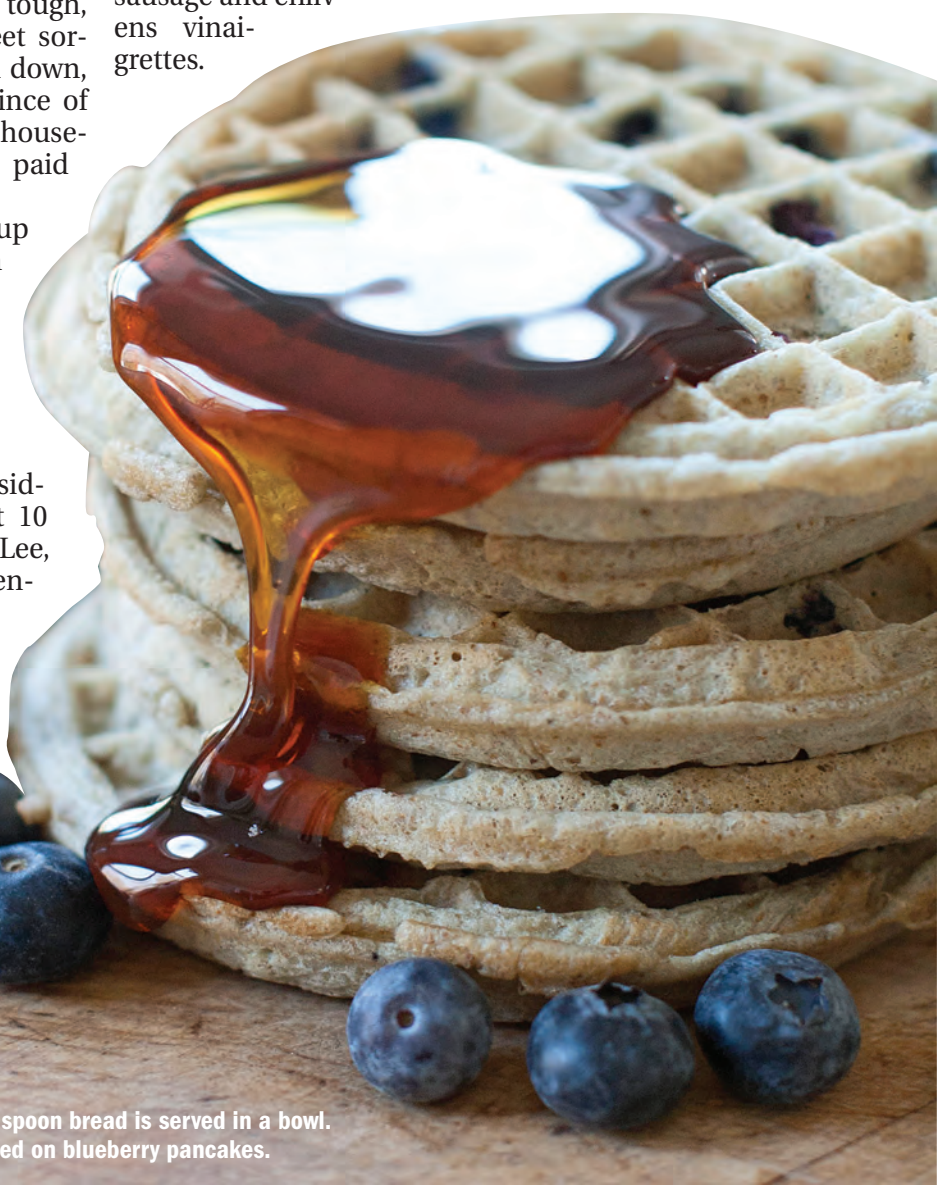 tough,
eet sor-
down,
ince of
house-
paid
up
sid-
10
Lee,
en-
sausage and enliv-
ens vinai-
grettes.
spoon bread is served in a bowl.
ed on blueberry pancakes.